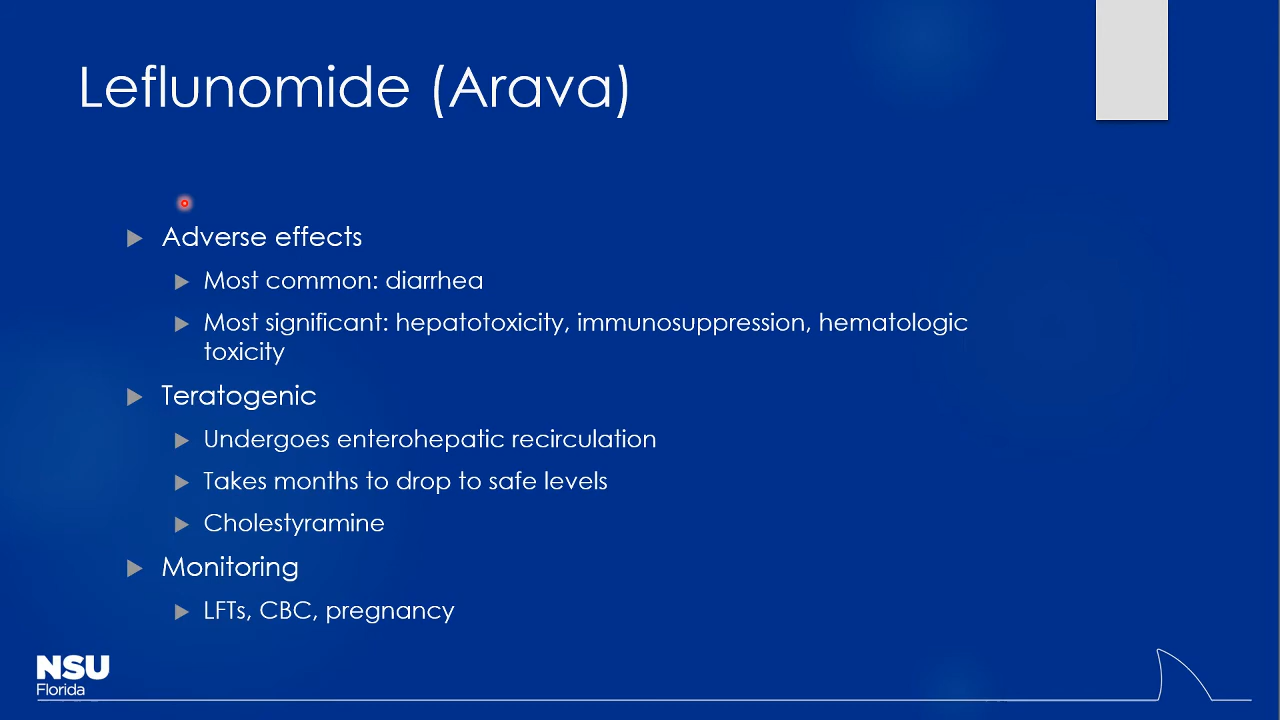 Leflunomide (Arava)
Adverse effects
Most common: diarrhea
Most significant: hepatotoxicity, immunosuppression, hematologic
toxicity
Teratogenic
Undergoes enterohepatic recirculation
Takes months to drop to safe levels
Cholestyramine
Monitoring
LFTs, CBC, pregnancy
NSU
Florida